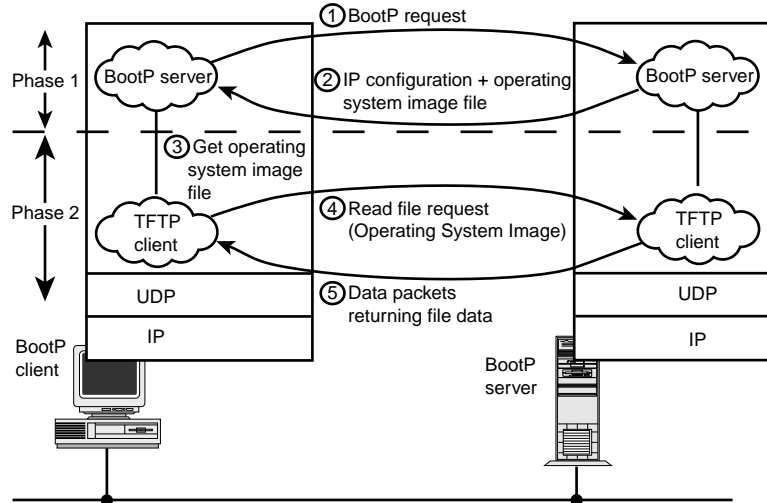 ① BootP request
Phase 1
BootP server
BootP server
② IP configuration + operating
system image file
③ Get operating
system image
file
Phase 2
TFTP
client
④ Read file request
(Operating System Image)
TFTP
client
⑤ Data packets
returning file data
UDP
UDP
IP
IP
BootP
client
BootP
server